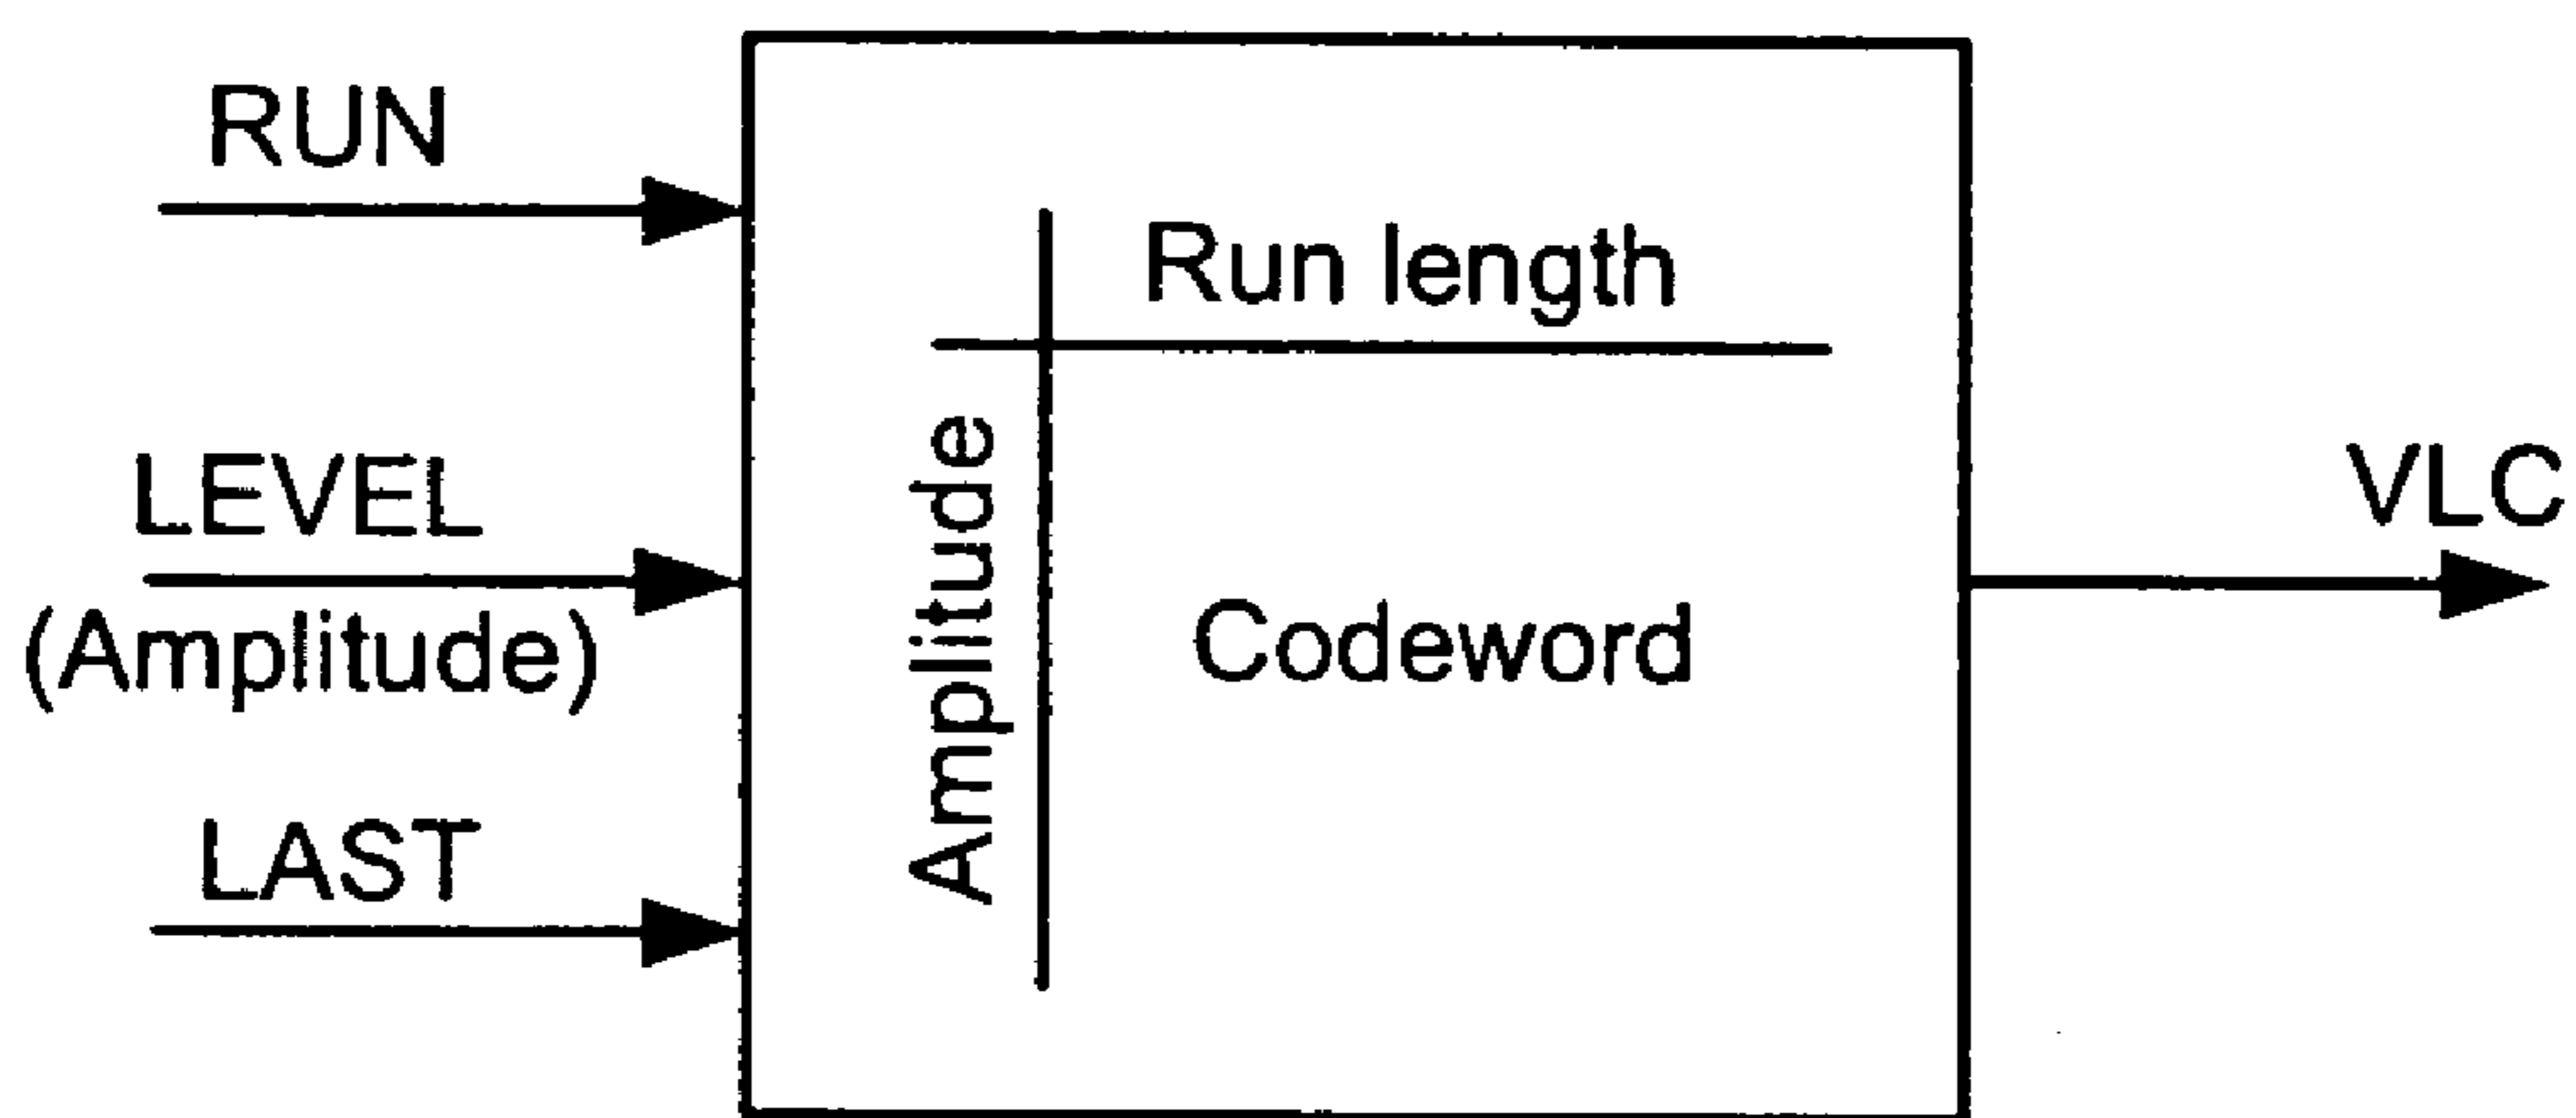 RUN
LEVEL
(Amplitude)
LAST
Run length
Amplitude
Codeword
VLC